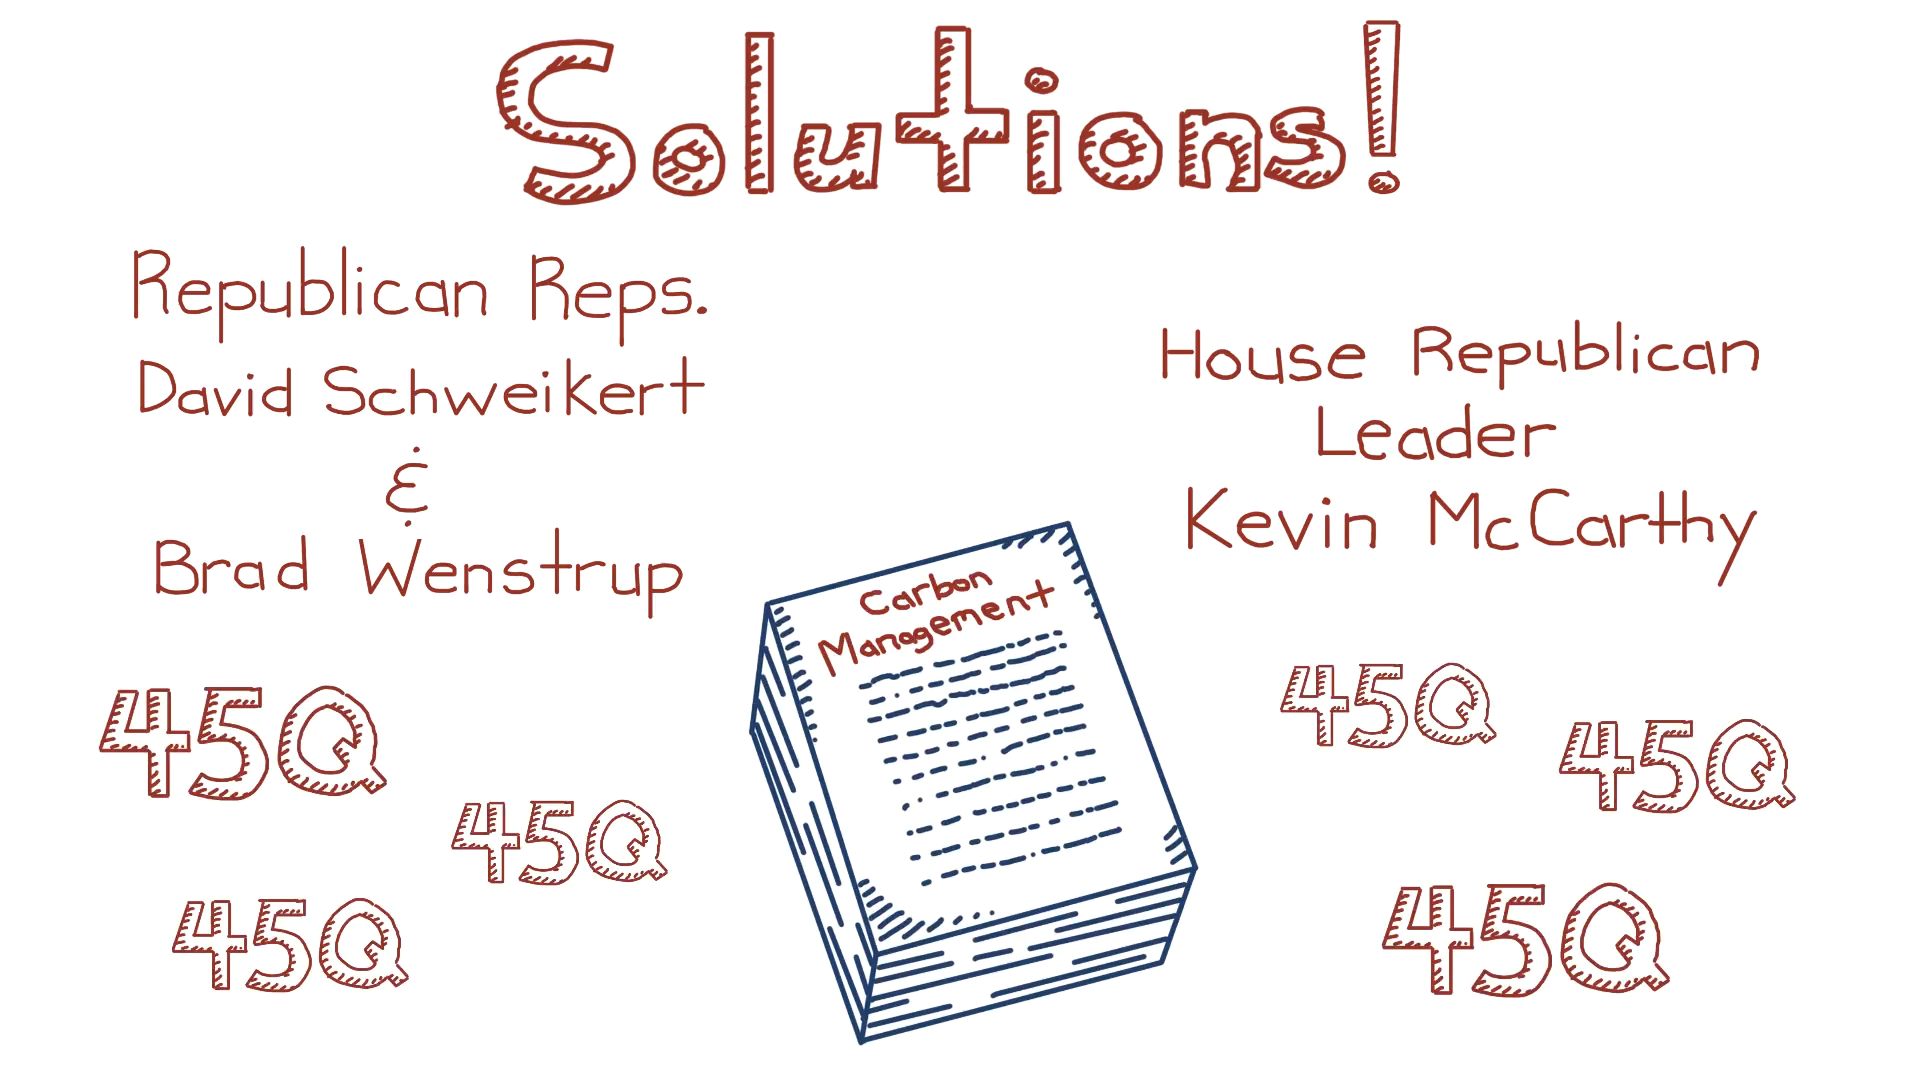 Solutions!
Republican Reps.
David Schweikert
&
Brad Wenstrup
House Republican
Leader
Kevin McCarthy
Carbon
Management
45Q
45Q
45Q
45Q
45Q
45Q